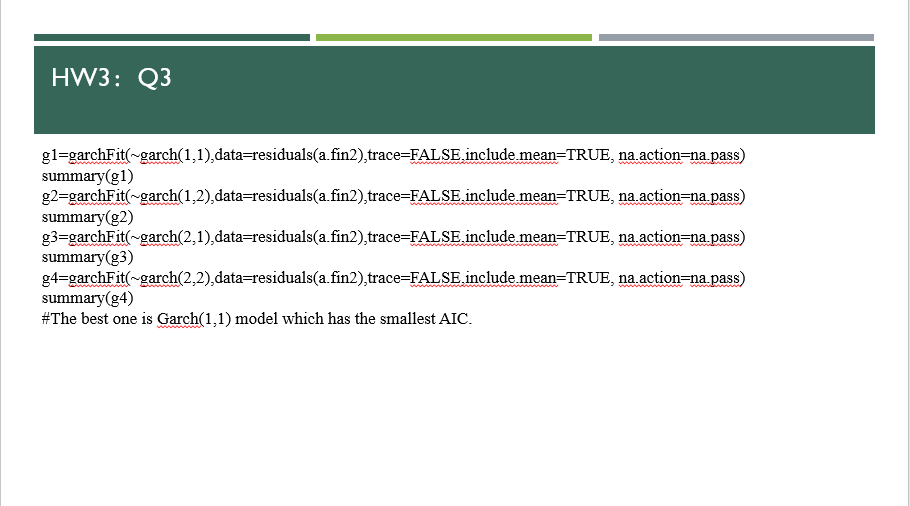 HW3：Q3
g1=garchFit(~garch(1,1),data=residuals(a.fin2),trace=FALSE,include.mean=TRUE, na.action=na.pass)
summary(g1)
g2=garchFit(~garch(1,2),data=residuals(a.fin2),trace=FALSE,include.mean=TRUE, na.action=na.pass)
summary(g2)
g3=garchFit(~garch(2,1),data=residuals(a.fin2),trace=FALSE,include.mean=TRUE, na.action=na.pass)
summary(g3)
g4=garchFit(~garch(2,2),data=residuals(a.fin2),trace=FALSE,include.mean=TRUE, na.action=na.pass)
summary(g4)
#The best one is Garch(1,1) model which has the smallest AIC.